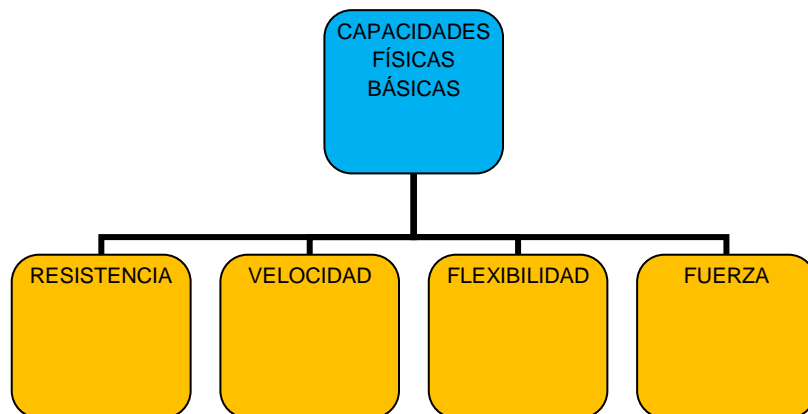 CAPACIDADES
FÍSICAS
BÁSICAS
RESISTENCIA
VELOCIDAD
FLEXIBILIDAD
FUERZA